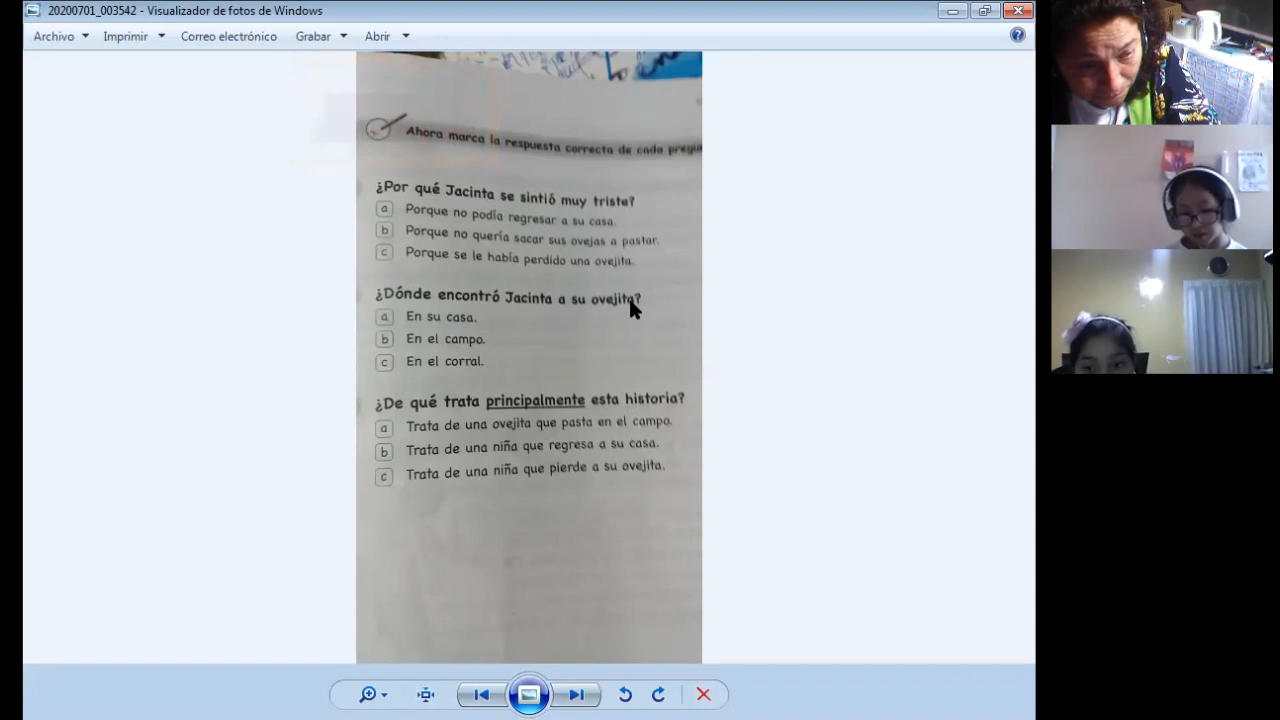 20200701_003542 - Visualizador de fotos de Windows
Archivo Imprimir Correo electrónico Grabar Abrir
Ahora marca la respuesta correcta de cada
¿Por qué Jacinta se sintió muy triste?
a Porque no podía regresar a su casa.
b Porque no quería sacar sus ovejas a pastar.
c Porque se le había perdido una ovejita.
¿Dónde encontró Jacinta a su ovejita?
a En su casa.
b En el campo.
c En el corral.
¿De qué trata principalmente esta historia?
a Trata de una ovejita que pasta en el campo.
b Trata de una niña que regresa a su casa.
c Trata de una niña que pierde a su ovejita.